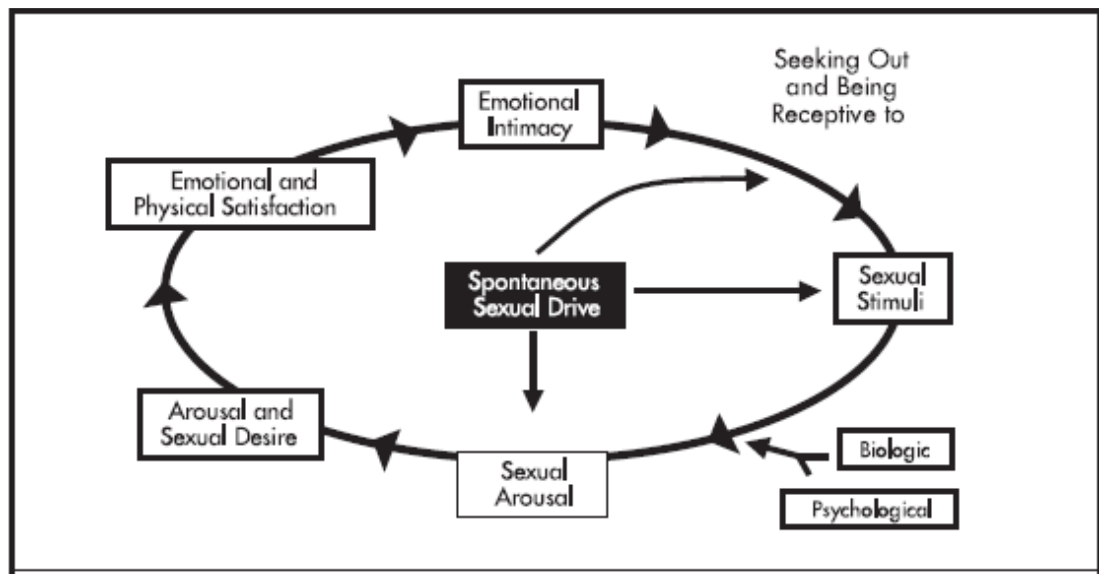 Seeking Out
and Being
Receptive to
Emotional
Intimacy
Emotional and
Physical Satisfaction
Spontaneous
Sexual Drive
Sexual
Stimuli
Arousal and
Sexual Desire
Sexual
Arousal
Biologic
Psychological